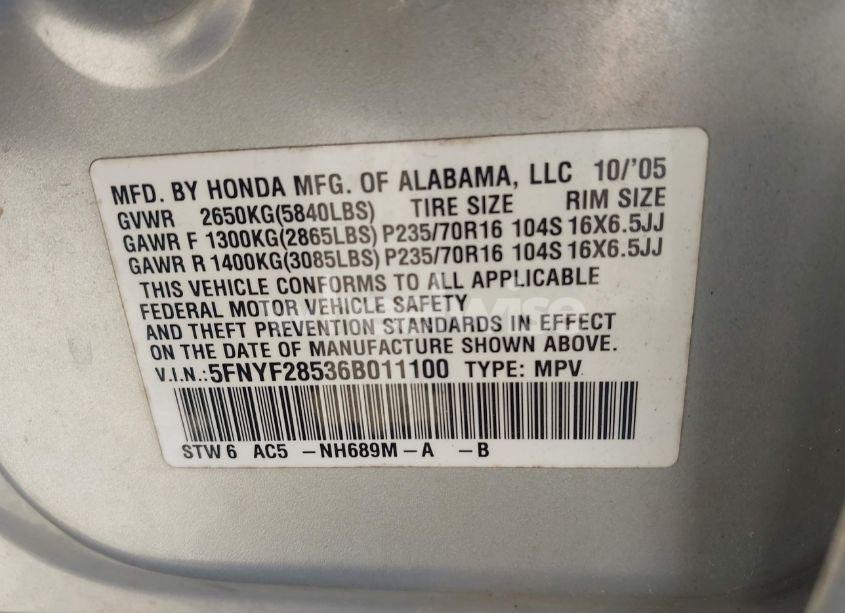 MFD. BY HONDA MFG. OF ALABAMA, LLC 10/'05
GVWR 2650KG(5840LBS) TIRE SIZE RIM SIZE
GAWR F 1300KG(2865LBS) P235/70R16 104S 16X6.5JJ
GAWR R 1400KG(3085LBS) P235/70R16 104S 16X6.5JJ
THIS VEHICLE CONFORMS TO ALL APPLICABLE
FEDERAL MOTOR VEHICLE SAFETY
AND THEFT PREVENTION STANDARDS IN EFFECT
ON THE DATE OF MANUFACTURE SHOWN ABOVE.
V.I.N.:5FNYF28536B011100 TYPE: MPV
STW6 AC5 -NH689M-A -B